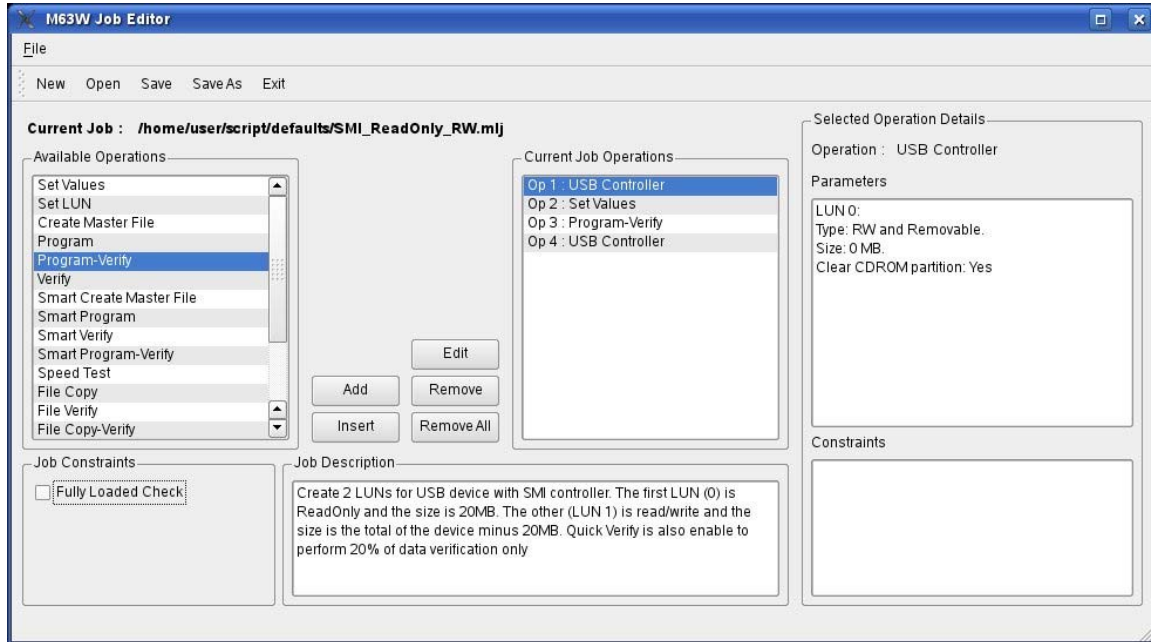 M63W Job Editor
File
New Open Save Save As Exit
Current Job : /home/user/script/defaults/SMI_ReadOnly_RW.mlj
Available Operations
Set Values
Set LUN
Create Master File
Program
Program-Verify
Verify
Smart Create Master File
Smart Program
Smart Verify
Smart Program-Verify
Speed Test
File Copy
File Verify
File Copy-Verify
Add
Insert
Edit
Remove
Remove All
Current Job Operations
Op 1 : USB Controller
Op 2 : Set Values
Op 3 : Program-Verify
Op 4 : USB Controller
Selected Operation Details
Operation : USB Controller
Parameters
LUN 0:
Type: RW and Removable.
Size: 0 MB.
Clear CDROM partition: Yes
Constraints
Job Constraints
Fully Loaded Check
Job Description
Create 2 LUNs for USB device with SMI controller. The first LUN (0) is
ReadOnly and the size is 20MB. The other (LUN 1) is read/write and the
size is the total of the device minus 20MB. Quick Verify is also enable to
perform 20% of data verification only